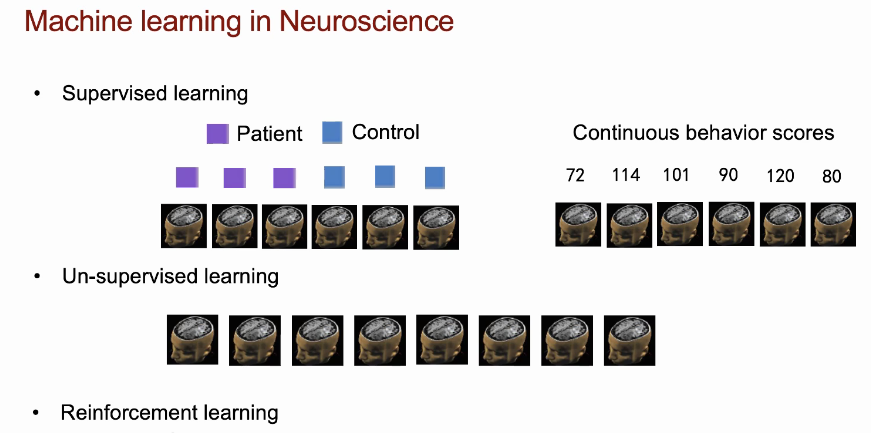 Machine learning in Neuroscience
• Supervised learning
Patient Control
Continuous behavior scores
72 114 101 90 120 80
• Un-supervised learning
• Reinforcement learning